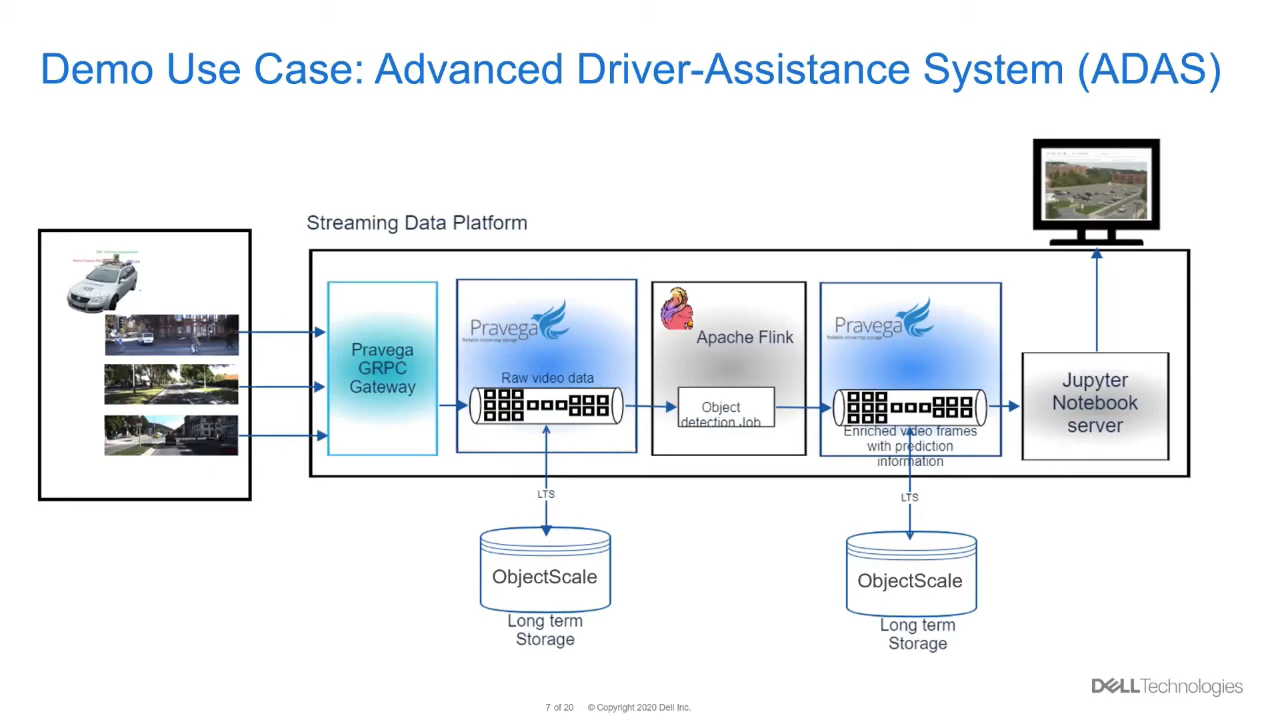 Demo Use Case: Advanced Driver-Assistance System (ADAS)
Streaming Data Platform
Pravega
GRPC
Gateway
Pravega
Raw video data
Apache Flink
Object
detection Job
Pravega
Enriched video frames
with prediction
information
Jupyter
Notebook
server
LTS
LTS
ObjectScale
Long term
Storage
ObjectScale
Long term
Storage
DELLTechnologies
7 of 20 © Copyright 2020 Dell Inc.